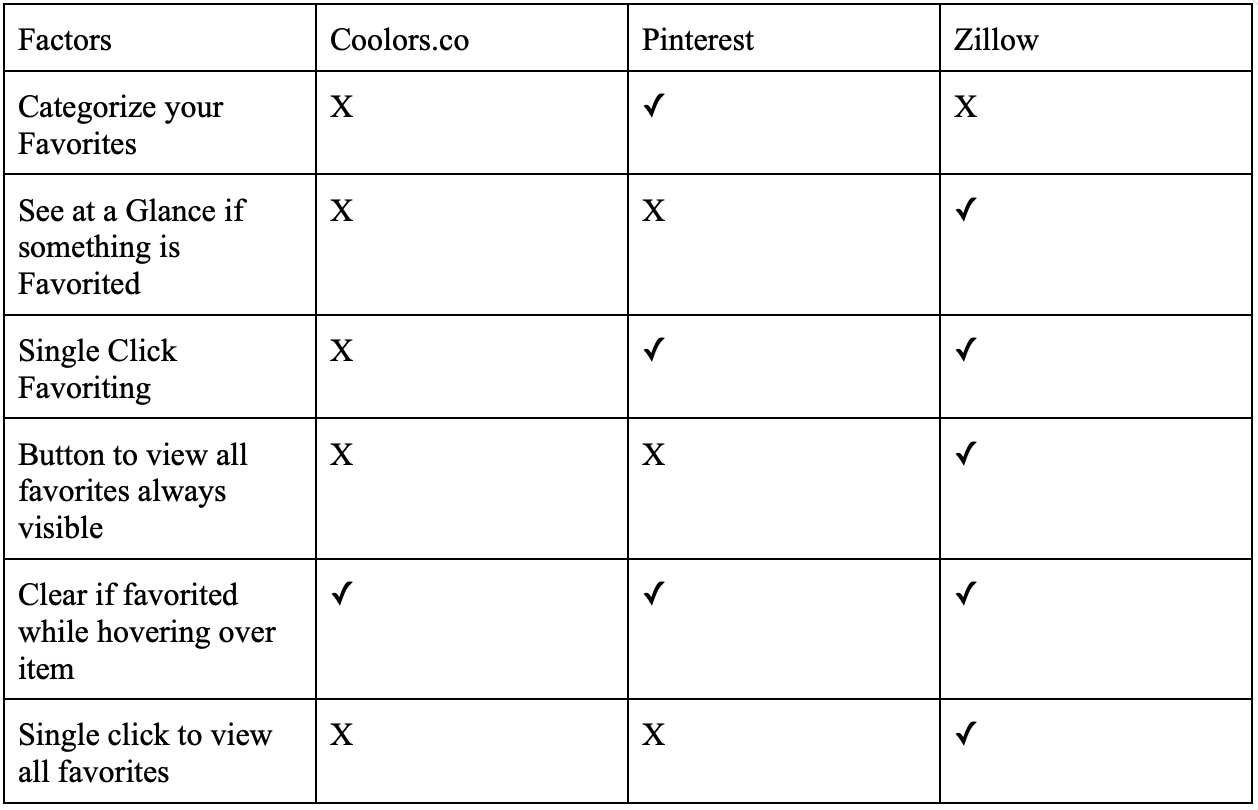 Factors Coolors.co Pinterest Zillow
Categorize your X ✓ X
Favorites
See at a Glance if X X ✓
something is
Favorited
Single Click X ✓ ✓
Favoriting
Button to view all X X ✓
favorites always
visible
Clear if favorited ✓ ✓ ✓
while hovering over
item
Single click to view X X ✓
all favorites